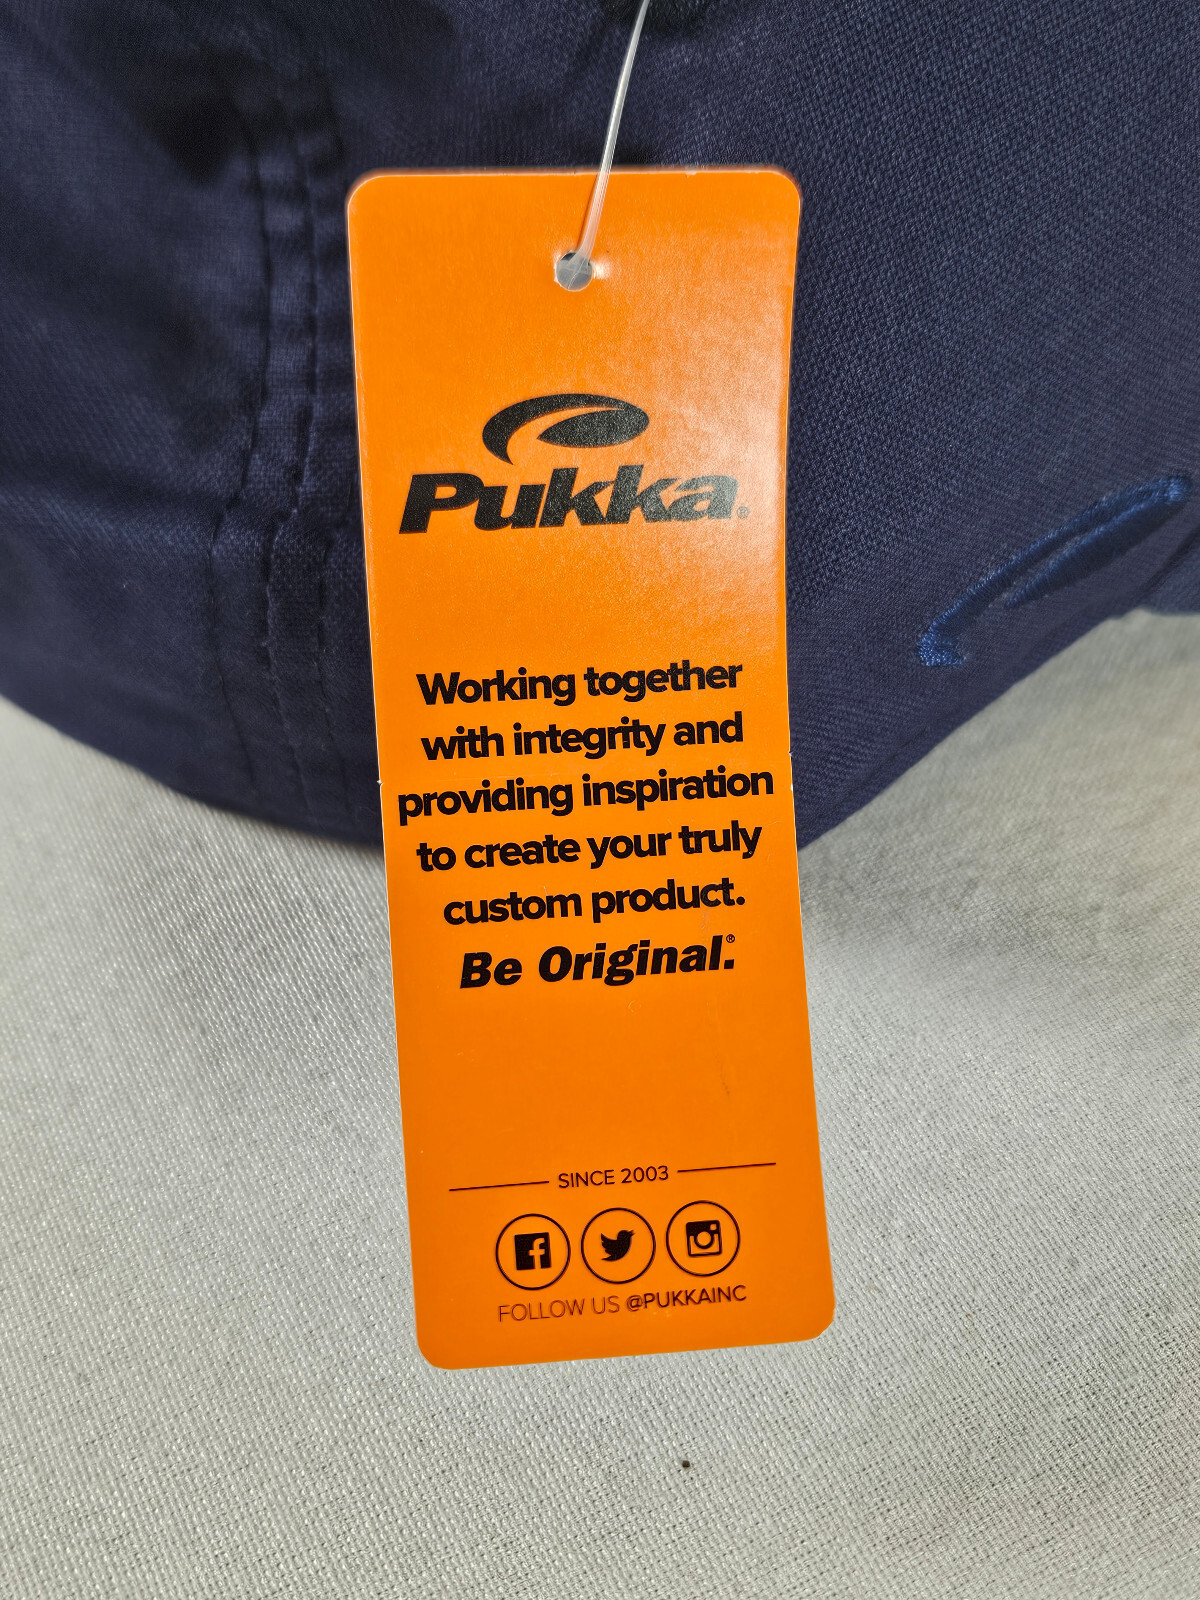 Pukka®
Working together
with integrity and
providing inspiration
to create your truly
custom product.
Be Original.®
SINCE 2003
FOLLOW US @PUKKAINC